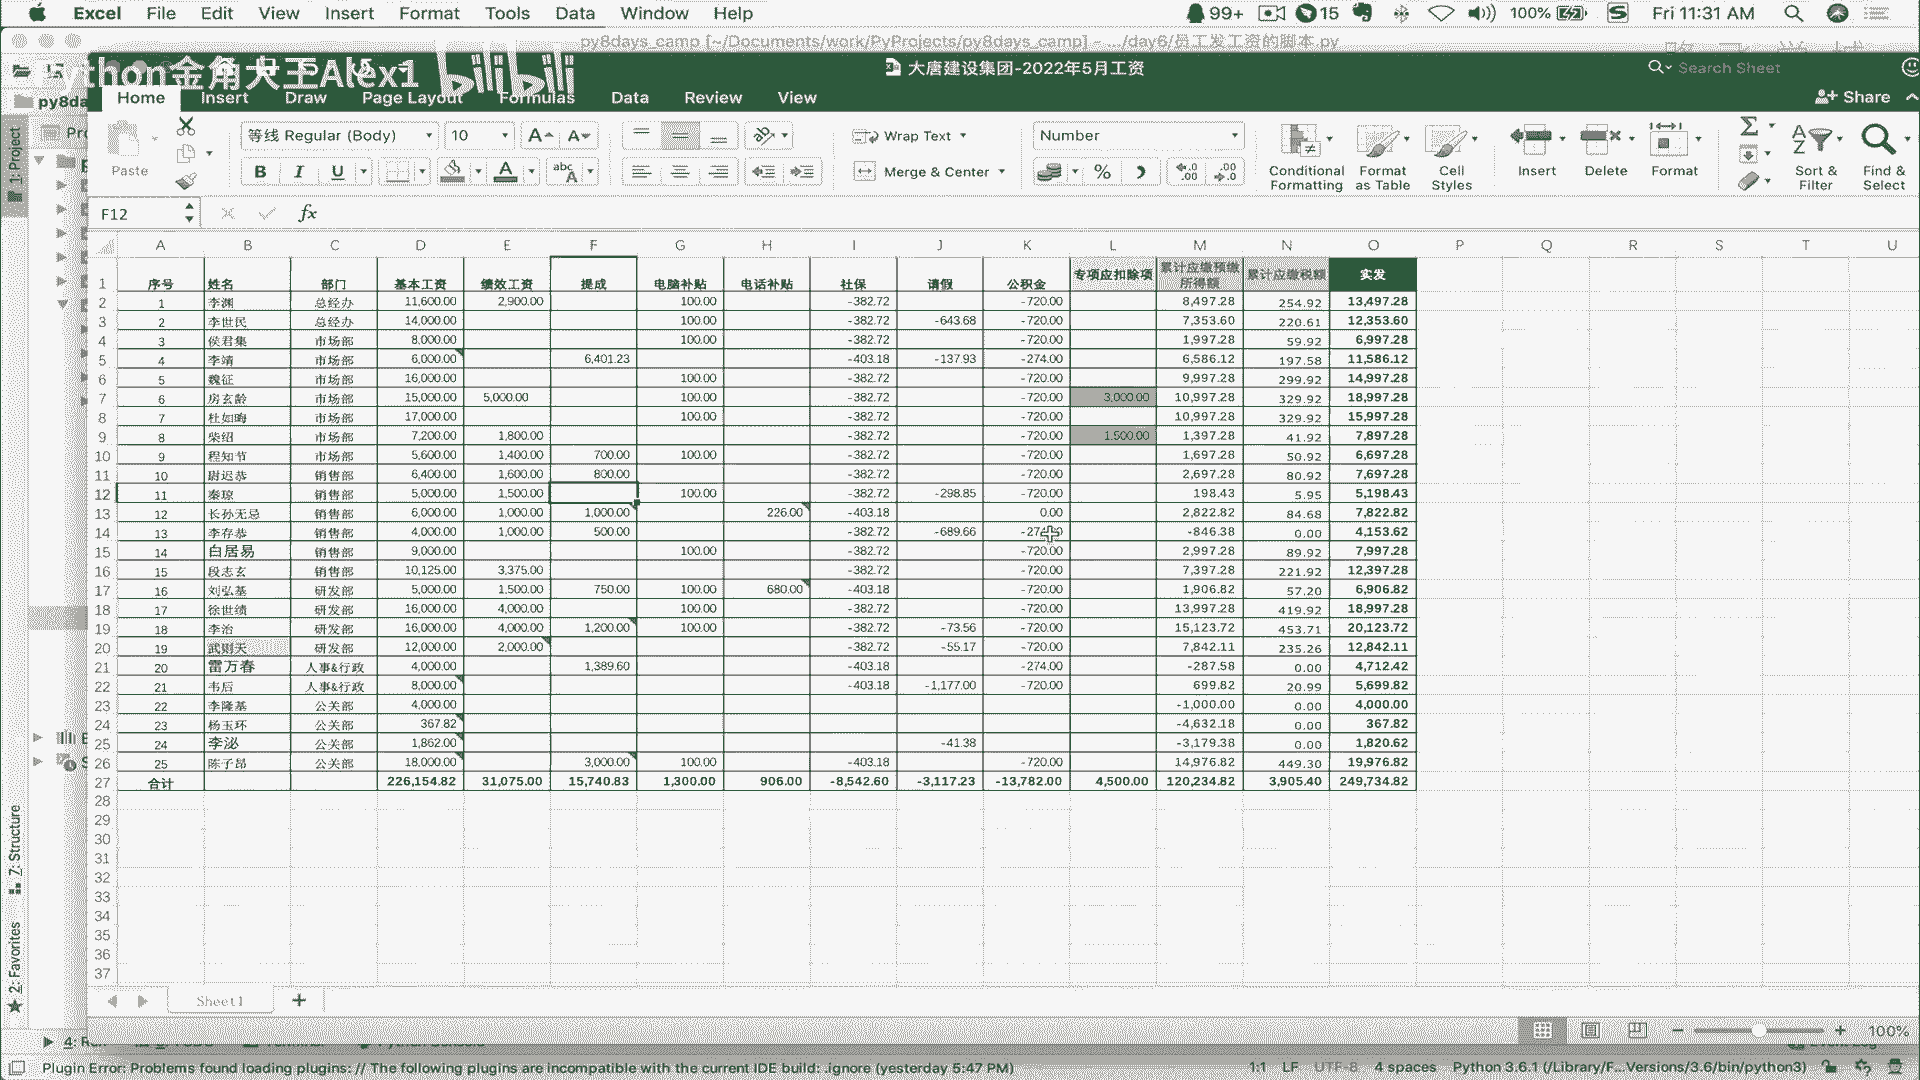 Excel File Edit View Insert Format Tools Data Window Help 99+ 15 100% Fri 11:31 AM
py8days_camp [~/Documents/work/PyProjects/py8days_camp] - .../day6/员工发工资的脚本.py
ython金角大王Alex1 bilibili 大唐建设集团-2022年5月工资 Search Sheet
py8da Home Insert Draw Page Layout Formulas Data Review View Share
Pro
等线 Regular (Body) 10 Wrap Text Number
Paste B I U Merge & Center Conditional Formatting Format as Table Cell Styles Insert Delete Format Sort & Filter Find & Select
F12 fx
A B C D E F G H I J K L M N O P Q R S T U
1 序号 姓名 部门 基本工资 绩效工资 提成 电脑补贴 电话补贴 社保 请假 公积金 专项应扣除项 累计应缴预缴所得额 累计应缴税额 实发
2 1 李渊 总经办 11,600.00 2,900.00 100.00 -382.72 -720.00 8,497.28 254.92 13,497.28
3 2 李世民 总经办 14,000.00 100.00 -382.72 -643.68 -720.00 7,353.60 220.61 12,353.60
4 3 侯君集 市场部 8,000.00 100.00 -382.72 -720.00 1,997.28 59.92 6,997.28
5 4 李靖 市场部 6,000.00 6,401.23 -403.18 -137.93 -274.00 6,586.12 197.58 11,586.12
6 5 魏征 市场部 16,000.00 100.00 -382.72 -720.00 9,997.28 299.92 14,997.28
7 6 房玄龄 市场部 15,000.00 5,000.00 100.00 -382.72 -720.00 3,000.00 10,997.28 329.92 18,997.28
8 7 杜如晦 市场部 17,000.00 100.00 -382.72 -720.00 10,997.28 329.92 15,997.28
9 8 柴绍 市场部 7,200.00 1,800.00 -382.72 -720.00 1,500.00 1,397.28 41.92 7,897.28
10 9 程知节 市场部 5,600.00 1,400.00 700.00 100.00 -382.72 -720.00 1,697.28 50.92 6,697.28
11 10 尉迟恭 销售部 6,400.00 1,600.00 800.00 -382.72 -720.00 2,697.28 80.92 7,697.28
12 11 秦琼 销售部 5,000.00 1,500.00 100.00 -382.72 -298.85 -720.00 198.43 5.95 5,198.43
13 12 长孙无忌 销售部 6,000.00 1,000.00 1,000.00 226.00 -403.18 0.00 2,822.82 84.68 7,822.82
14 13 李存恭 销售部 4,000.00 1,000.00 500.00 -382.72 -689.66 -846.38 0.00 4,153.62
15 14 白居易 销售部 9,000.00 100.00 -382.72 -720.00 2,997.28 89.92 7,997.28
16 15 段志玄 销售部 10,125.00 3,375.00 -382.72 -720.00 7,397.28 221.92 12,397.28
17 16 刘弘基 研发部 5,000.00 1,500.00 750.00 100.00 680.00 -403.18 -720.00 1,906.82 57.20 6,906.82
18 17 徐世绩 研发部 16,000.00 4,000.00 100.00 -382.72 -720.00 13,997.28 419.92 18,997.28
19 18 李治 研发部 16,000.00 4,000.00 1,200.00 100.00 -382.72 -73.56 -720.00 15,123.72 453.71 20,123.72
20 19 武则天 研发部 12,000.00 2,000.00 -382.72 -55.17 -720.00 7,842.11 235.26 12,842.11
21 20 雷万春 人事&行政 4,000.00 1,389.60 -403.18 -274.00 -287.58 0.00 4,712.42
22 21 韦后 人事&行政 8,000.00 -403.18 -1,177.00 -720.00 699.82 20.99 5,699.82
23 22 李隆基 公关部 4,000.00 -1,000.00 0.00 4,000.00
24 23 杨玉环 公关部 367.82 -4,632.18 0.00 367.82
25 24 李泌 公关部 1,862.00 -41.38 -3,179.38 0.00 1,820.62
26 25 陈子昂 公关部 18,000.00 3,000.00 100.00 -403.18 -720.00 14,976.82 449.30 19,976.82
27 合计 226,154.82 31,075.00 15,740.83 1,300.00 906.00 -8,542.60 -3,117.23 -13,782.00 4,500.00 120,234.82 3,905.40 249,734.82
28
29
30
31
32
33
34
35
36
37
1: Project
7: Structure
2: Favorites
Sheet1
100%
Plugin Error: Problems found loading plugins: // The following plugins are incompatible with the current IDE build: .ignore (yesterday 5:47 PM) 1:1 LF UTF-8 4 spaces Python 3.6.1 (/Library/F...Versions/3.6/bin/python3)